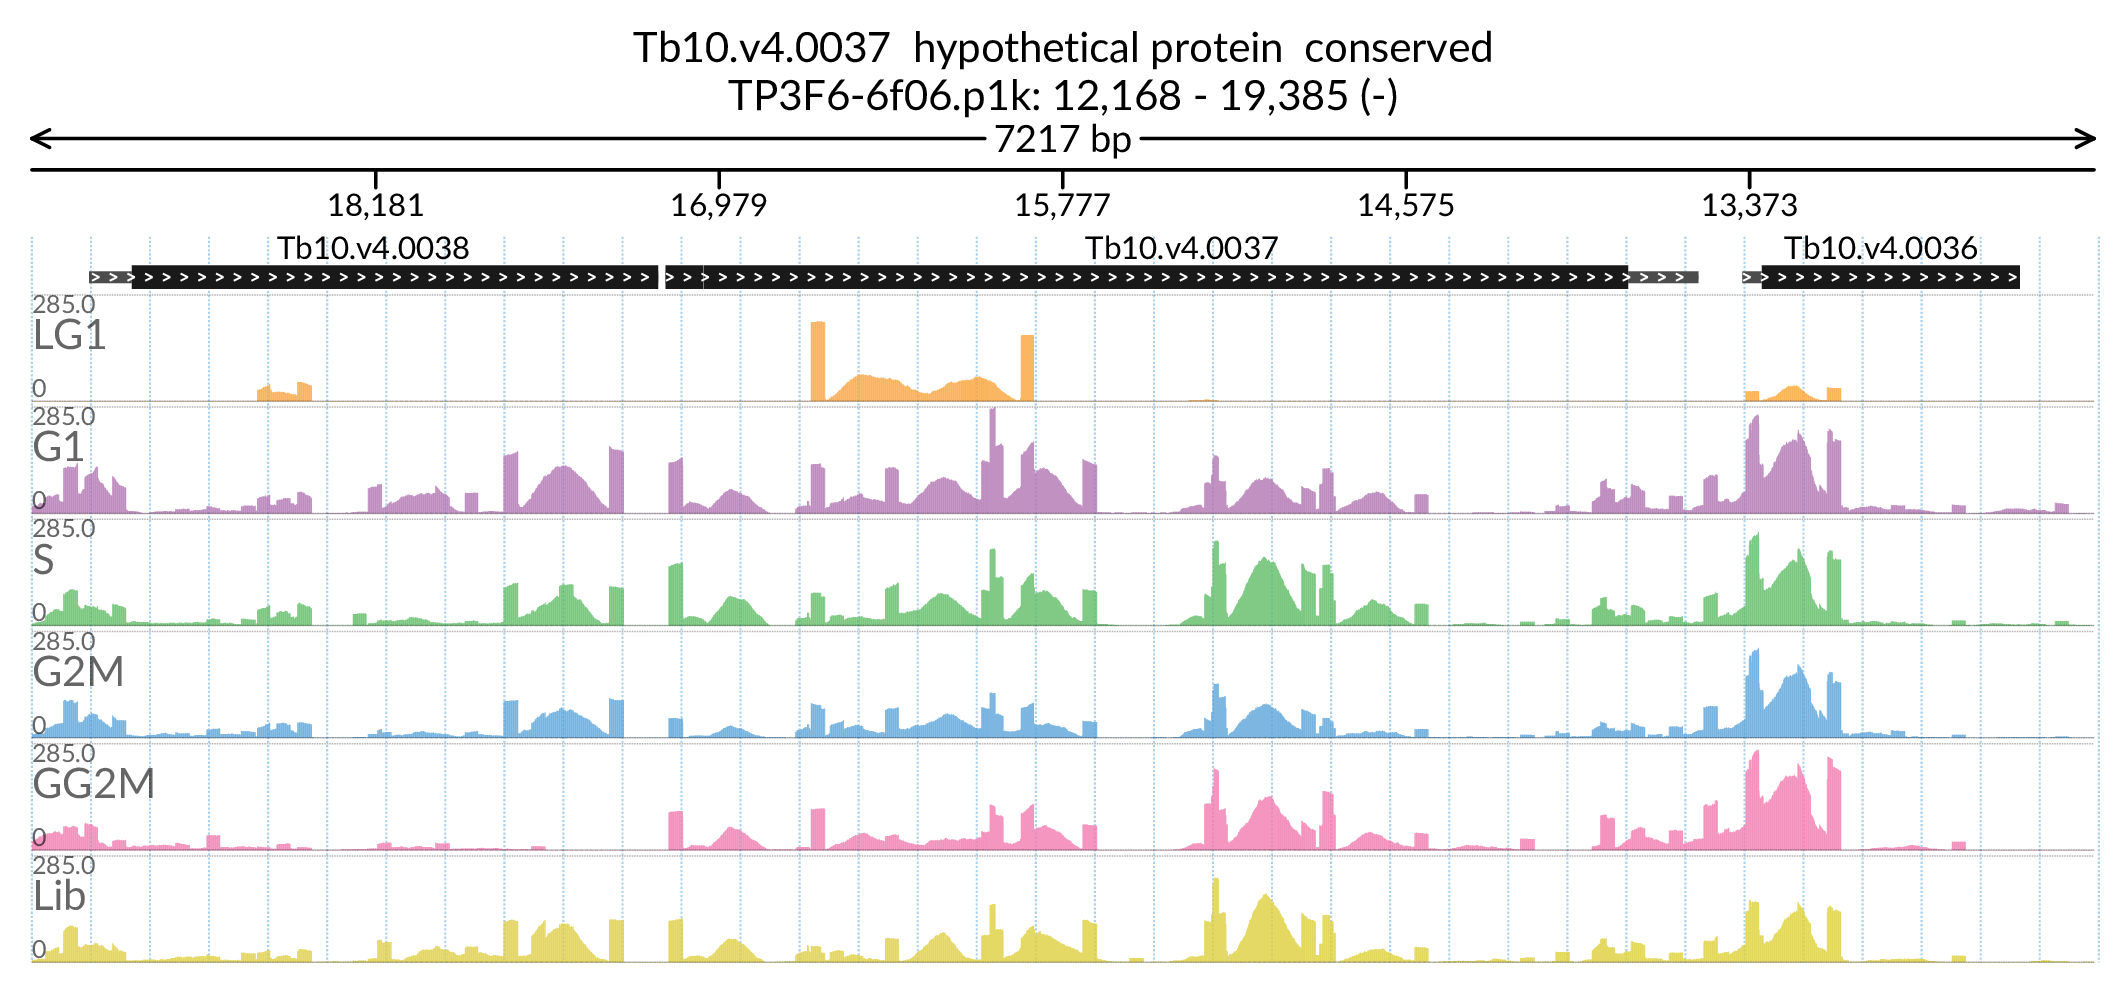 Tb10.v4.0037 hypothetical protein conserved
TP3F6-6f06.p1k: 12,168 - 19,385 (-)
7217 bp
18,181 16,979 15,777 14,575 13,373
Tb10.v4.0038 Tb10.v4.0037 Tb10.v4.0036
285.0
LG1
0
285.0
G1
0
285.0
S
0
285.0
G2M
0
285.0
GG2M
0
285.0
Lib
0